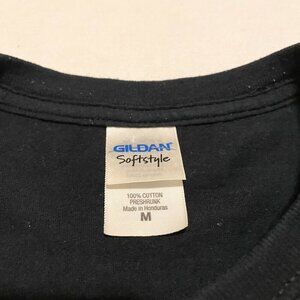 GILDAN
Softstyle
100% COTTON
PRESHRUNK
Made in Honduras
M